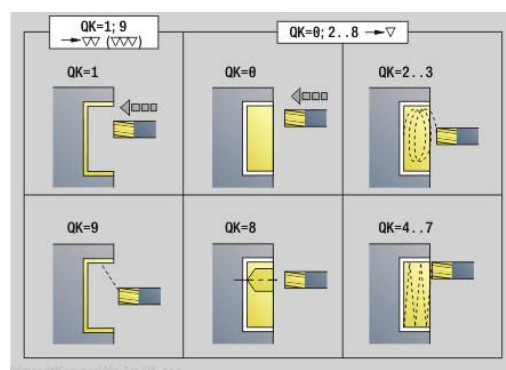 QK=1; 9
▽▽ (▽▽▽)
QK=0; 2..8 ▽
QK=1
QK=0
QK=2..3
QK=9
QK=8
QK=4..7